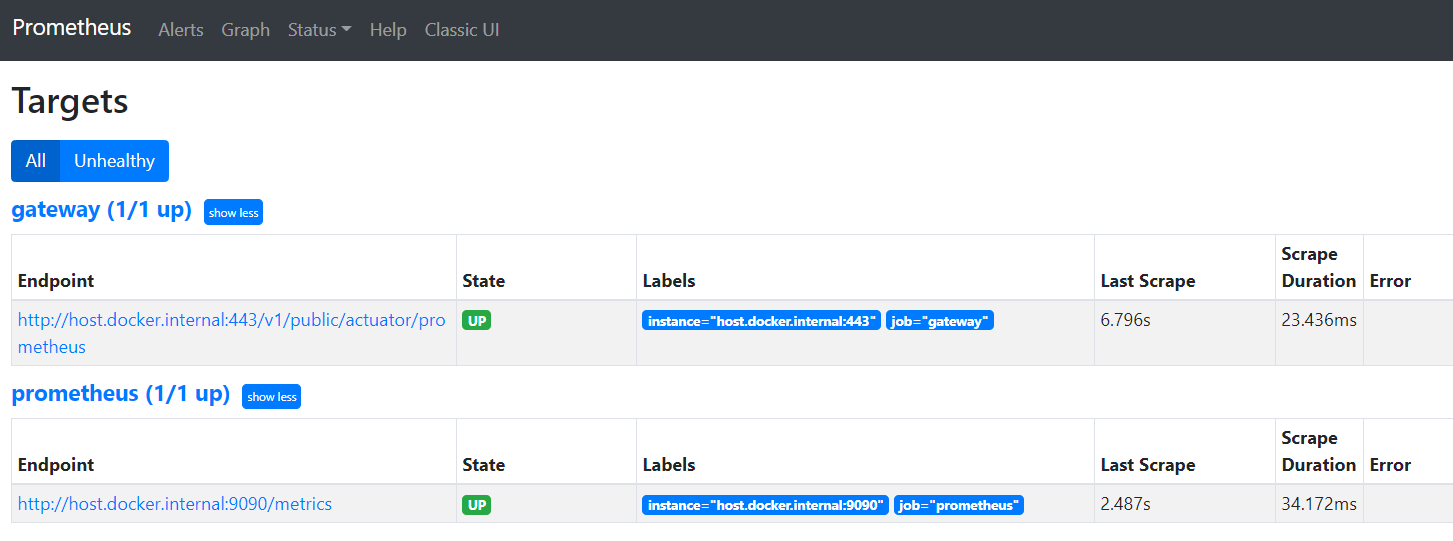 Prometheus Alerts Graph Status Help Classic UI
Targets
All Unhealthy
gateway (1/1 up) show less
Scrape
Endpoint State Labels Last Scrape Duration Error
http://host.docker.internal:443/v1/public/actuator/pro UP instance="host.docker.internal:443" job="gateway" 6.796s 23.436ms
metheus
prometheus (1/1 up) show less
Scrape
Endpoint State Labels Last Scrape Duration Error
http://host.docker.internal:9090/metrics UP instance="host.docker.internal:9090" job="prometheus" 2.487s 34.172ms